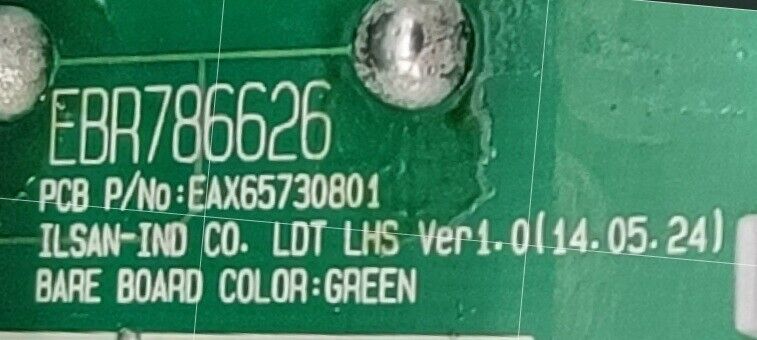 EBR786626
PCB P/No:EAX65730801
ILSAN-IND CO. LDT LHS Ver1.0(14.05.24)
BARE BOARD COLOR:GREEN